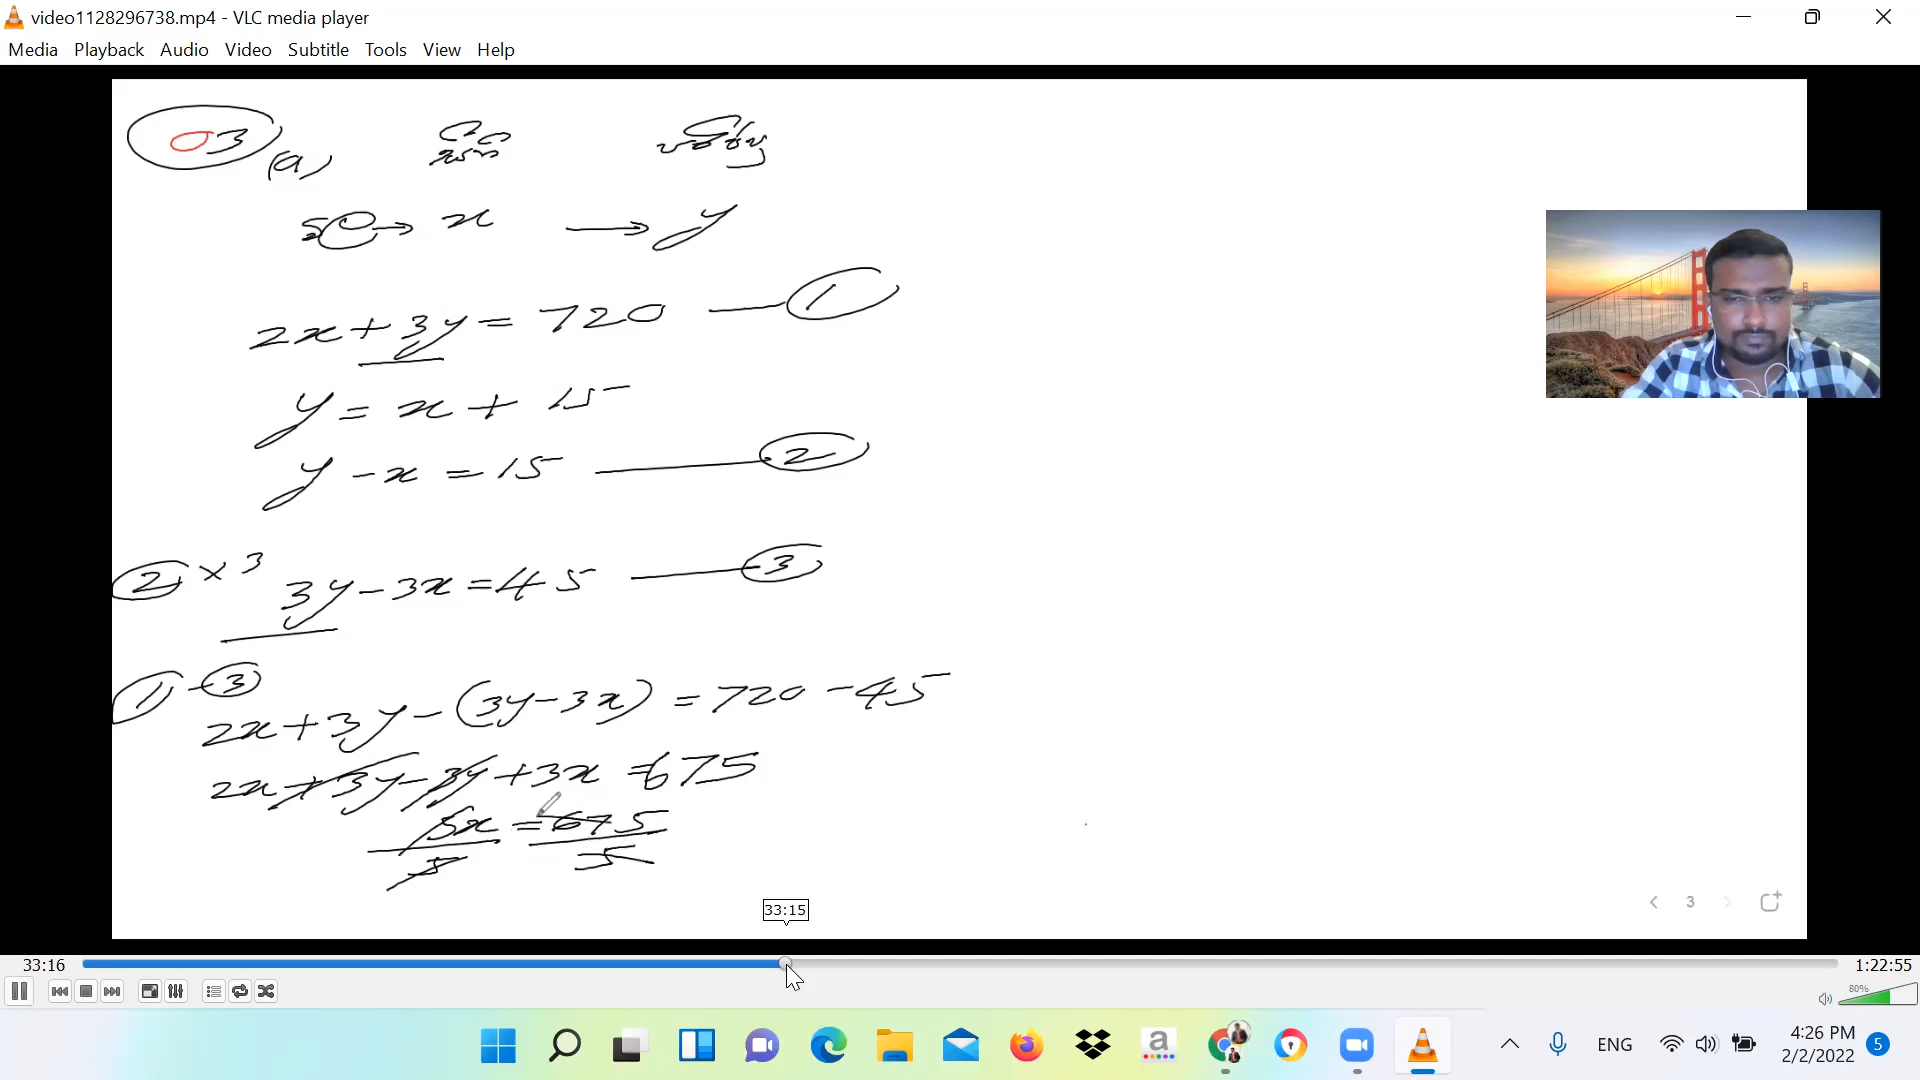 video1128296738.mp4 - VLC media player
Media Playback Audio Video Subtitle Tools View Help
03 (a)
→ x → y
2x + 3y = 720 — 1
y = x + 15
y - x = 15 — 2
2 × 3 3y - 3x = 45 — 3
1 - 3
2x + 3y - (3y - 3x) = 720 - 45
2x + 3y - 3y + 3x = 675
5x = 675
5 5
3
33:15
33:16 1:22:55
80%
ENG
4:26 PM
2/2/2022
5